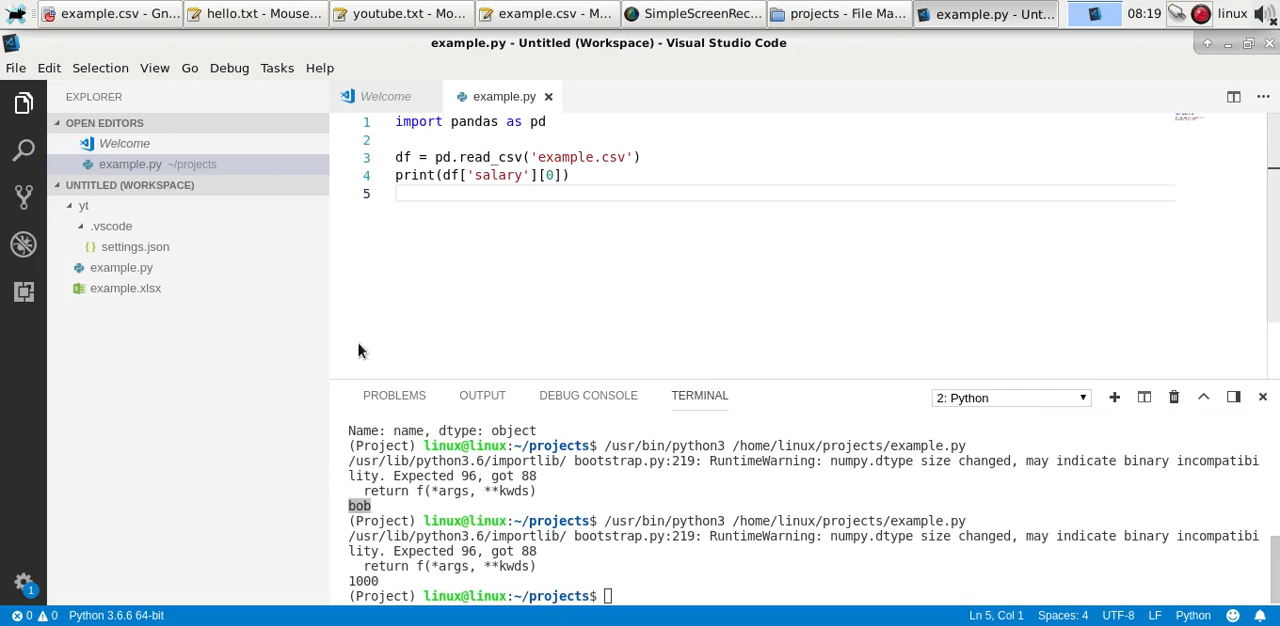 example.csv - Gn...
hello.txt - Mouse...
youtube.txt - Mo...
example.csv - M...
SimpleScreenRec...
projects - File Ma...
example.py - Unt...
08:19
linux
example.py - Untitled (Workspace) - Visual Studio Code
File Edit Selection View Go Debug Tasks Help
EXPLORER
OPEN EDITORS
Welcome
example.py ~/projects
UNTITLED (WORKSPACE)
yt
.vscode
{} settings.json
example.py
example.xlsx
1
Welcome
example.py
1 import pandas as pd
2
3 df = pd.read_csv('example.csv')
4 print(df['salary'][0])
5
PROBLEMS OUTPUT DEBUG CONSOLE TERMINAL
2: Python
Name: name, dtype: object
(Project) linux@linux:~/projects$ /usr/bin/python3 /home/linux/projects/example.py
/usr/lib/python3.6/importlib/ bootstrap.py:219: RuntimeWarning: numpy.dtype size changed, may indicate binary incompatibi
lity. Expected 96, got 88
return f(*args, **kwds)
bob
(Project) linux@linux:~/projects$ /usr/bin/python3 /home/linux/projects/example.py
/usr/lib/python3.6/importlib/ bootstrap.py:219: RuntimeWarning: numpy.dtype size changed, may indicate binary incompatibi
lity. Expected 96, got 88
return f(*args, **kwds)
1000
(Project) linux@linux:~/projects$
0 0 Python 3.6.6 64-bit
Ln 5, Col 1 Spaces: 4 UTF-8 LF Python